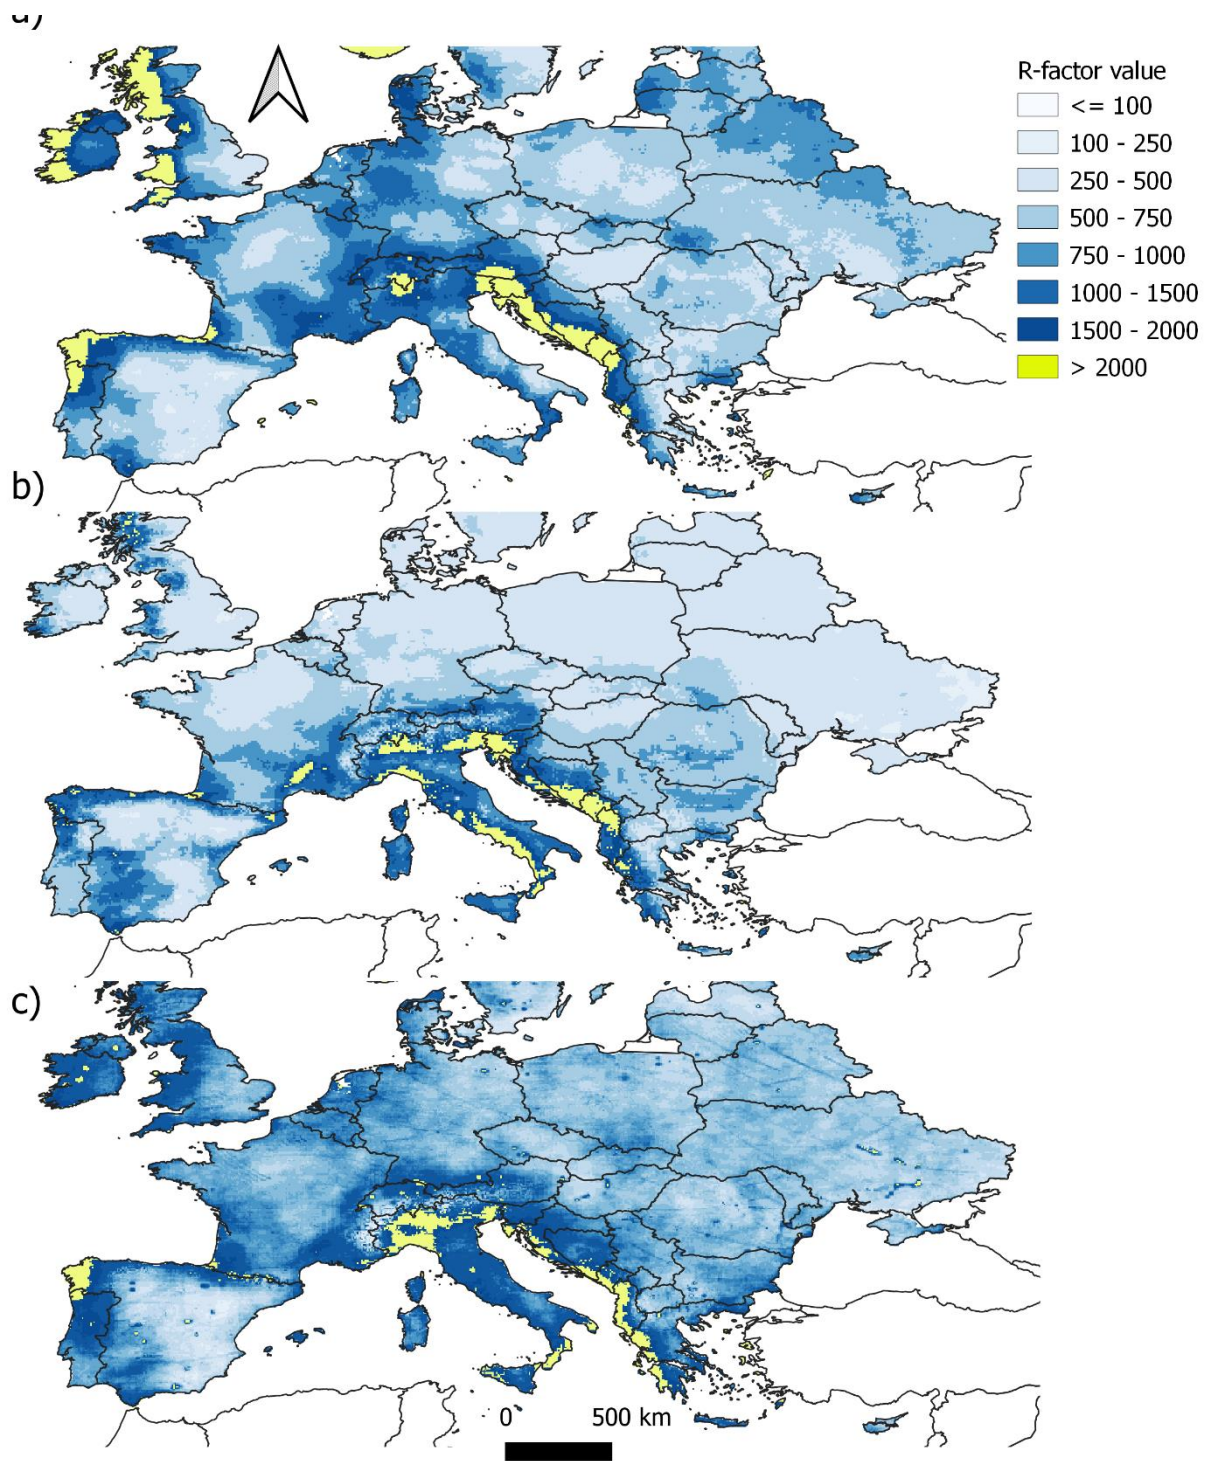 a)
R-factor value
<= 100
100 - 250
250 - 500
500 - 750
750 - 1000
1000 - 1500
1500 - 2000
> 2000
b)
c)
0 500 km